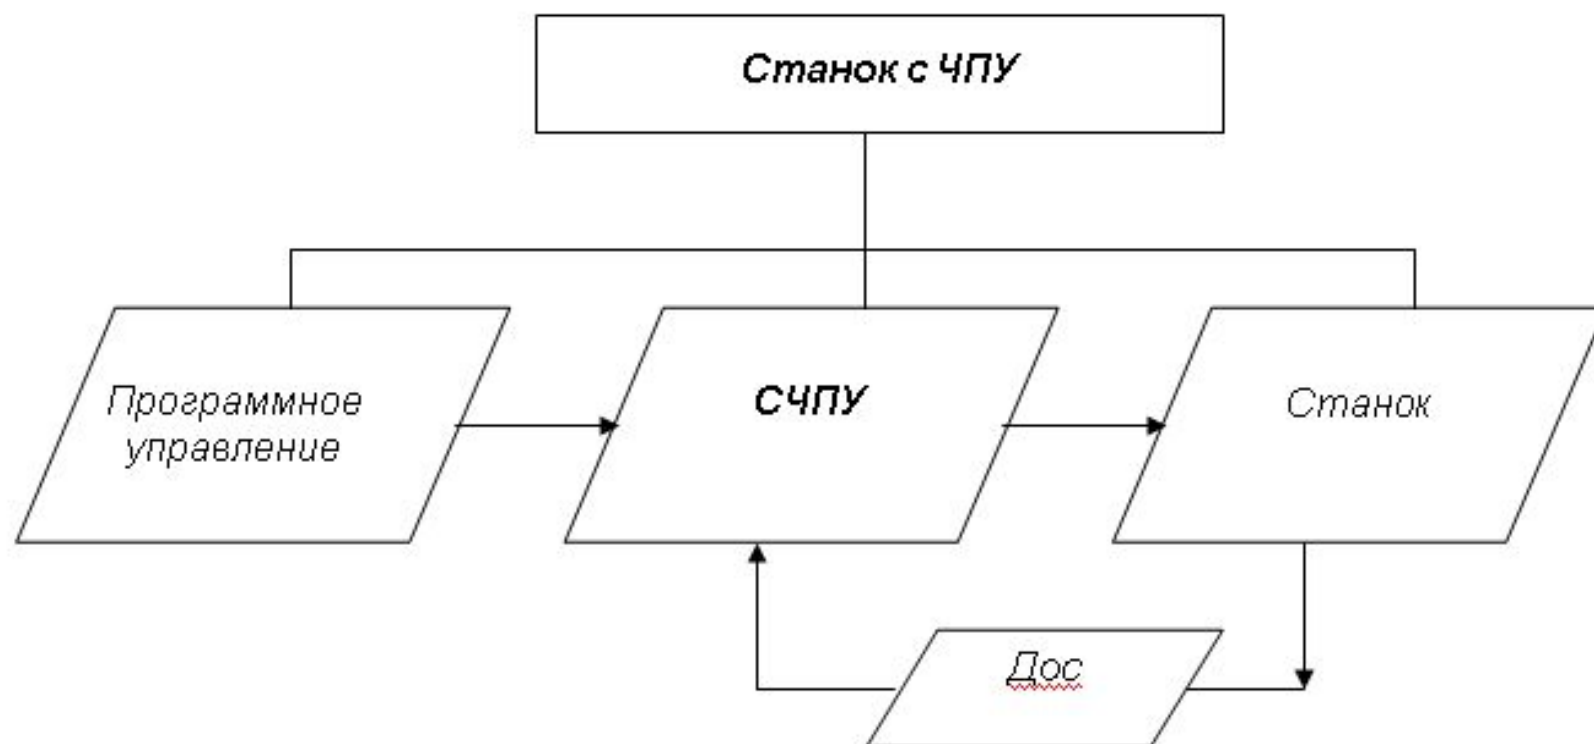 Станок с ЧПУ
Программное
управление
СЧПУ
Станок
Дос